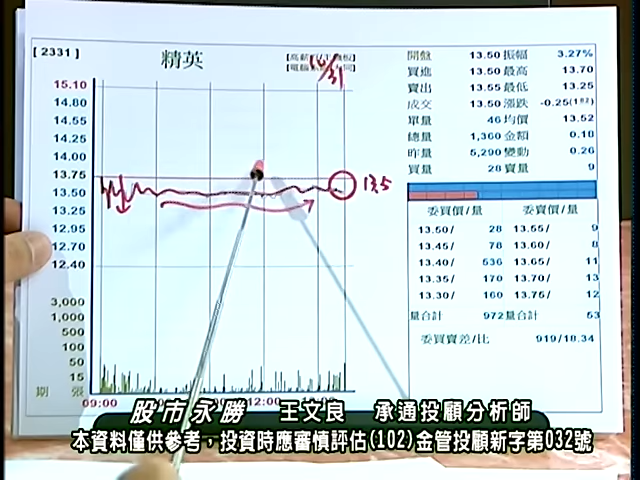 [2331]
精英
10/31
15.10
14.80
14.55
14.25
14.00
13.75
13.50
13.25
12.95
12.70
12.40
3,000
1,000
500
100
50
15
期 張
09:00
12:00
13.5
開盤 13.50 振幅 3.27%
買進 13.50 最高 13.70
賣出 13.55 最低 13.25
成交 13.50 漲跌 -0.25
單量 46 均價 13.52
總量 1,360 金額 0.18
昨量 5,290 變動 0.26
買量 28 賣量 9
委買價/量 委賣價/量
13.50/ 28 13.55/ 9
13.45/ 78 13.60/ 8
13.40/ 536 13.65/ 11
13.35/ 170 13.70/ 13
13.30/ 160 13.75/ 12
量合計 972 量合計 53
委買賣差/比 919/18.34
股市永勝 王文良 承通投顧分析師
本資料僅供參考，投資時應審慎評估(102)金管投顧新字第032號